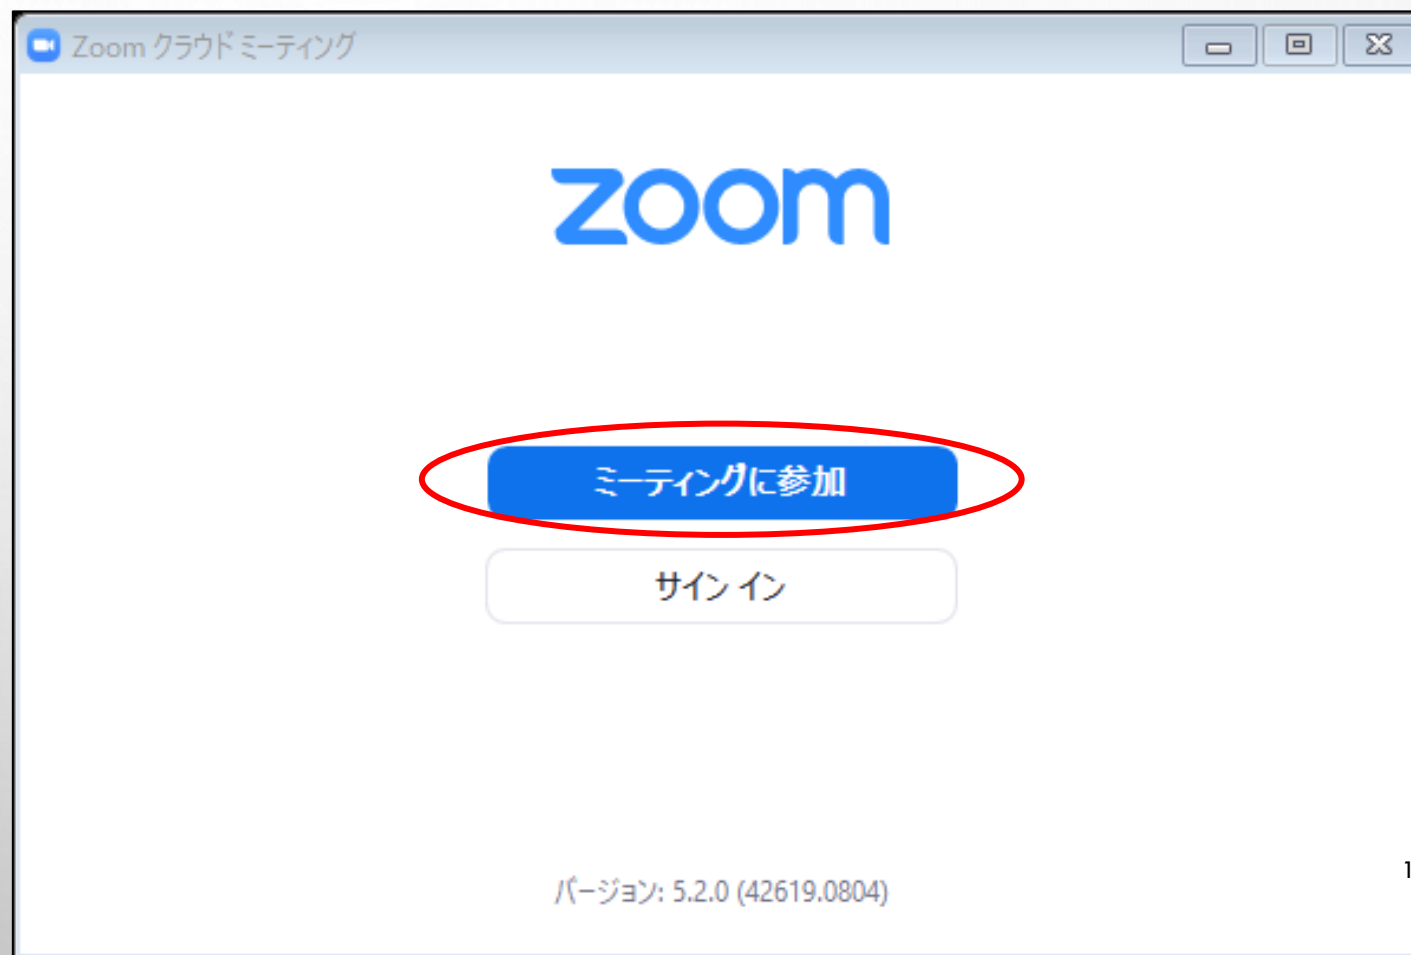 Zoom クラウド ミーティング
zoom
ミーティングに参加
サイン イン
バージョン: 5.2.0 (42619.0804)
1